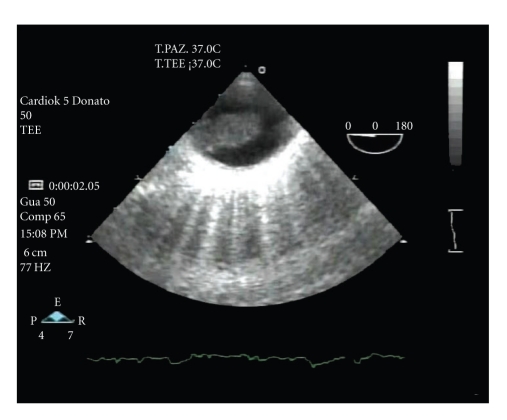 T.PAZ. 37.0C
T.TEE ¡37.0C
Cardiok 5 Donato
50
TEE
0 0 180
0:00:02.05
Gua 50
Comp 65
15:08 PM
6 cm
77 HZ
E
P R
4 7